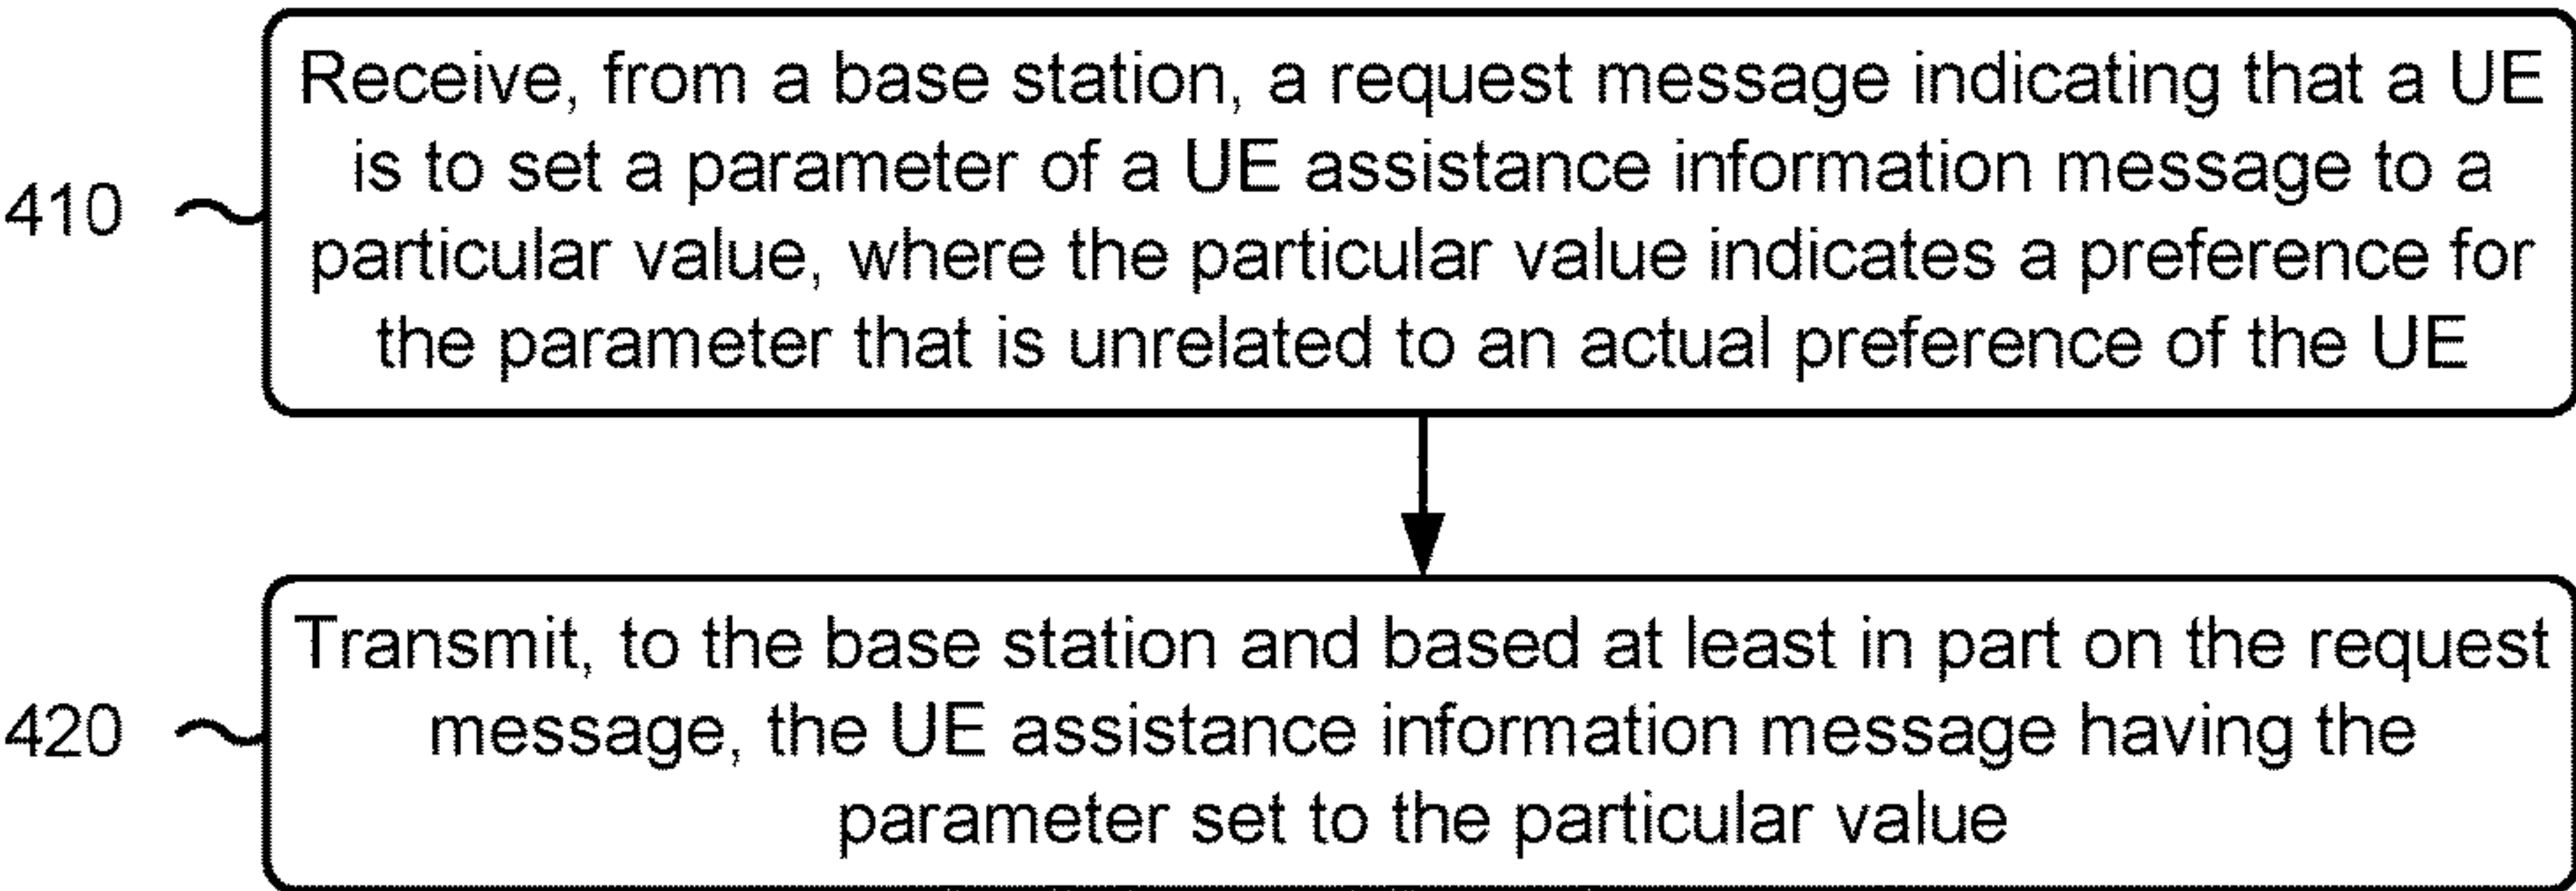 Receive, from a base station, a request message indicating that a UE
is to set a parameter of a UE assistance information message to a
410
particular value, where the particular value indicates a preference for
the parameter that is unrelated to an actual preference of the UE
Transmit, to the base station and based at least in part on the request
420
message, the UE assistance information message having the
parameter set to the particular value